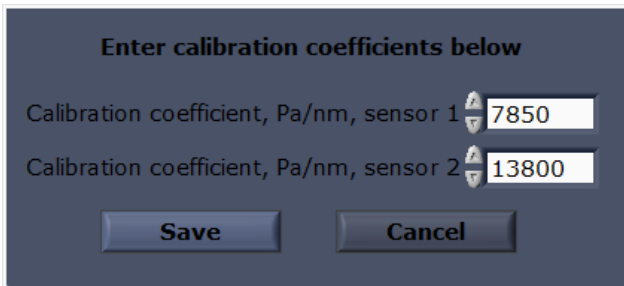 Enter calibration coefficients below
Calibration coefficient, Pa/nm, sensor 1 7850
Calibration coefficient, Pa/nm, sensor 2 13800
Save Cancel